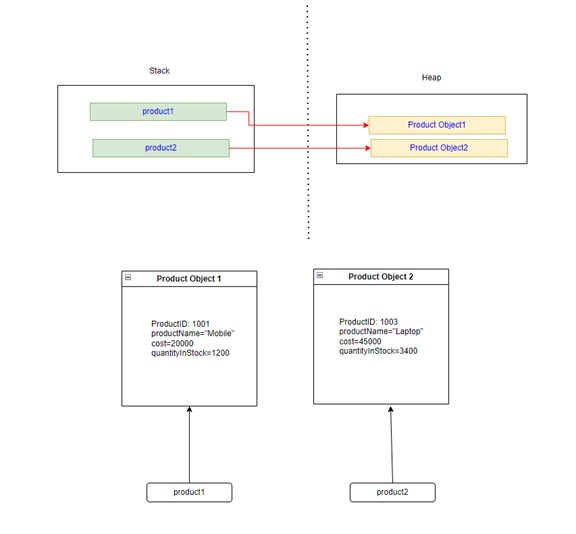 Stack
Heap
product1
Product Object1
product2
Product Object2
Product Object 1
ProductID: 1001
productName="Mobile"
cost=20000
quantityInStock=1200
Product Object 2
ProductID: 1003
productName="Laptop"
cost=45000
quantityInStock=3400
product1
product2